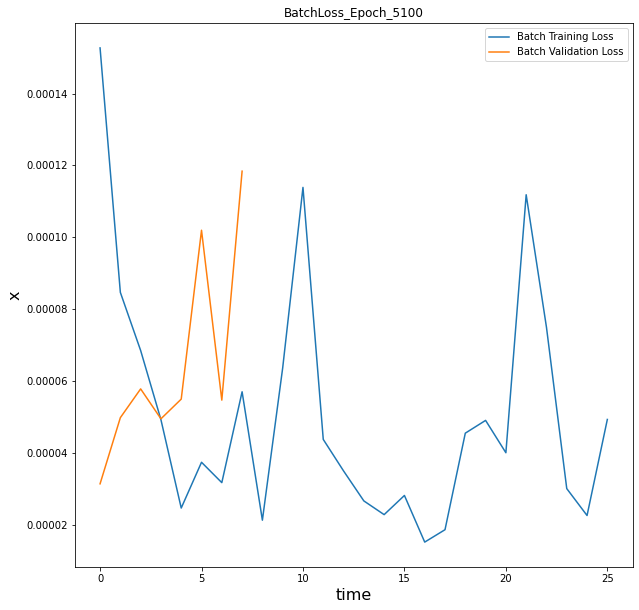 BatchLoss_Epoch_5100
Batch Training Loss
Batch Validation Loss
0.00014
0.00012
0.00010
0.00008
0.00006
0.00004
0.00002
x
0 5 10 15 20 25
time